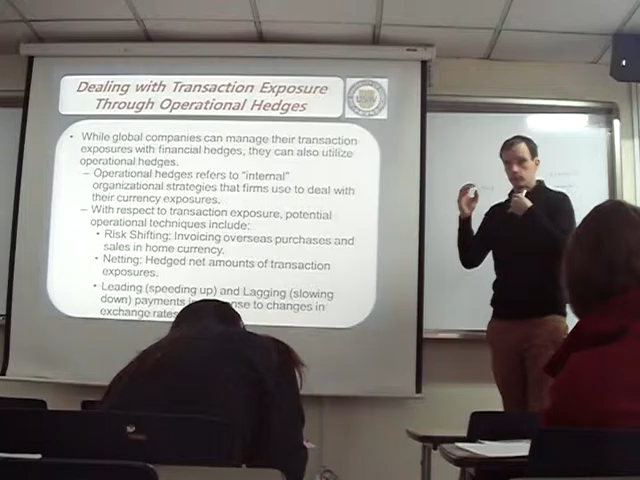 Dealing with Transaction Exposure
Through Operational Hedges
• While global companies can manage their transaction
exposures with financial hedges, they can also utilize
operational hedges.
– Operational hedges refers to "internal"
organizational strategies that firms use to deal with
their currency exposures.
– With respect to transaction exposure, potential
operational techniques include:
• Risk Shifting: Invoicing overseas purchases and
sales in home currency.
• Netting: Hedged net amounts of transaction
exposures.
• Leading (speeding up) and Lagging (slowing
down) payments to changes in
exchange rates